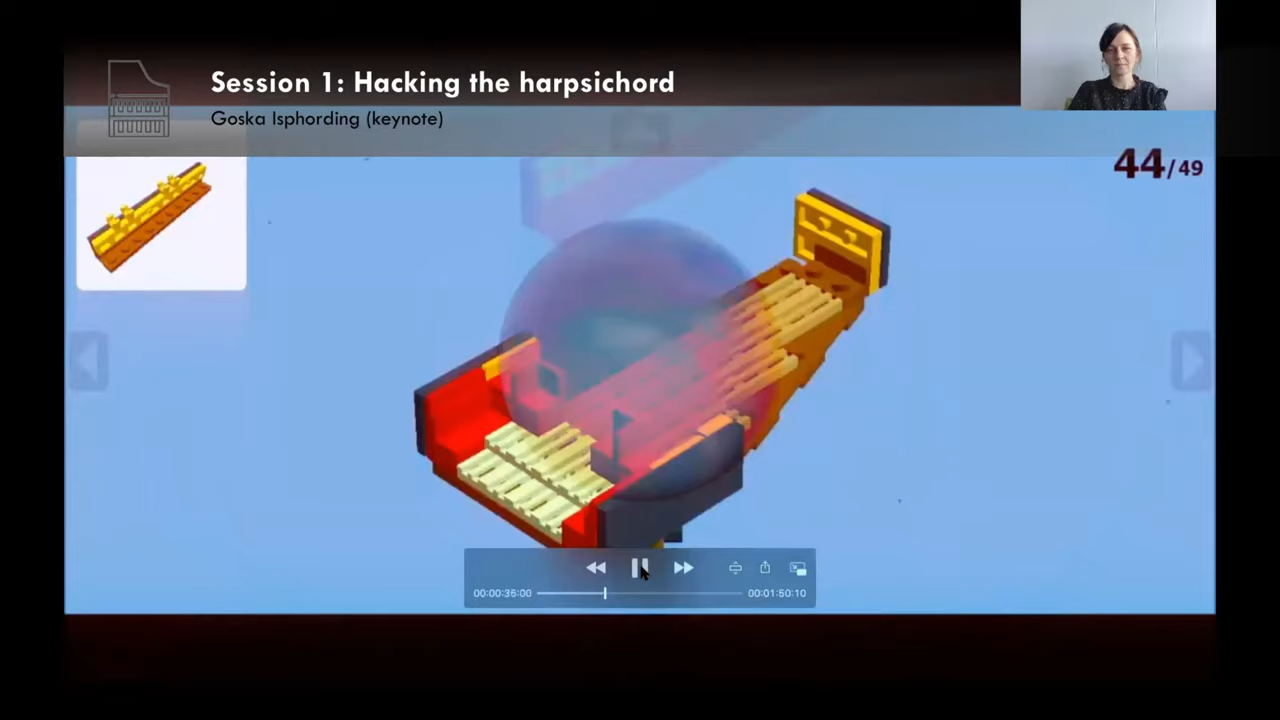 Session 1: Hacking the harpsichord
Goska Isphording (keynote)
44/49
00:00:36:00
00:01:50:10